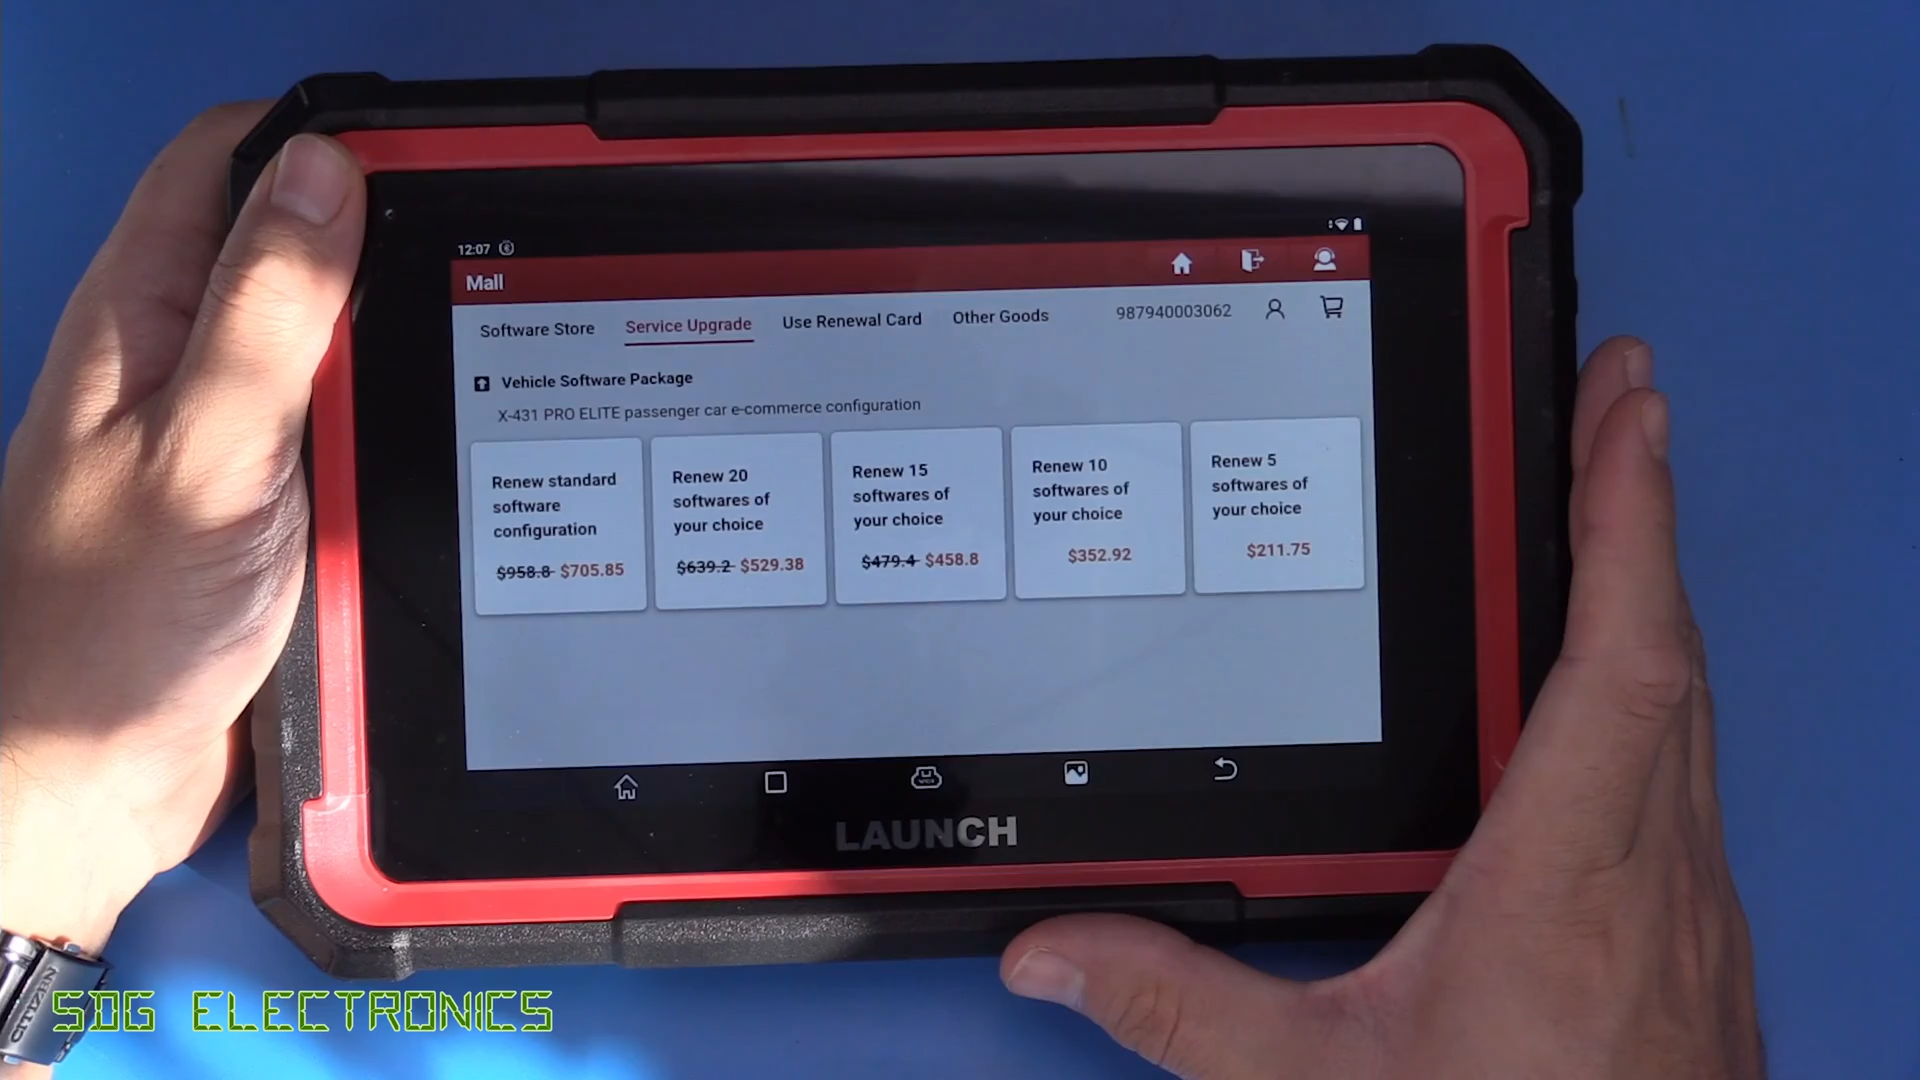 12:07
Mall
Software Store Service Upgrade Use Renewal Card Other Goods 987940003062
Vehicle Software Package
X-431 PRO ELITE passenger car e-commerce configuration
Renew standard
software
configuration
$958.8 $705.85
Renew 20
softwares of
your choice
$639.2 $529.38
Renew 15
softwares of
your choice
$479.4 $458.8
Renew 10
softwares of
your choice
$352.92
Renew 5
softwares of
your choice
$211.75
LAUNCH
CITIZEN
SDG ELECTRONICS